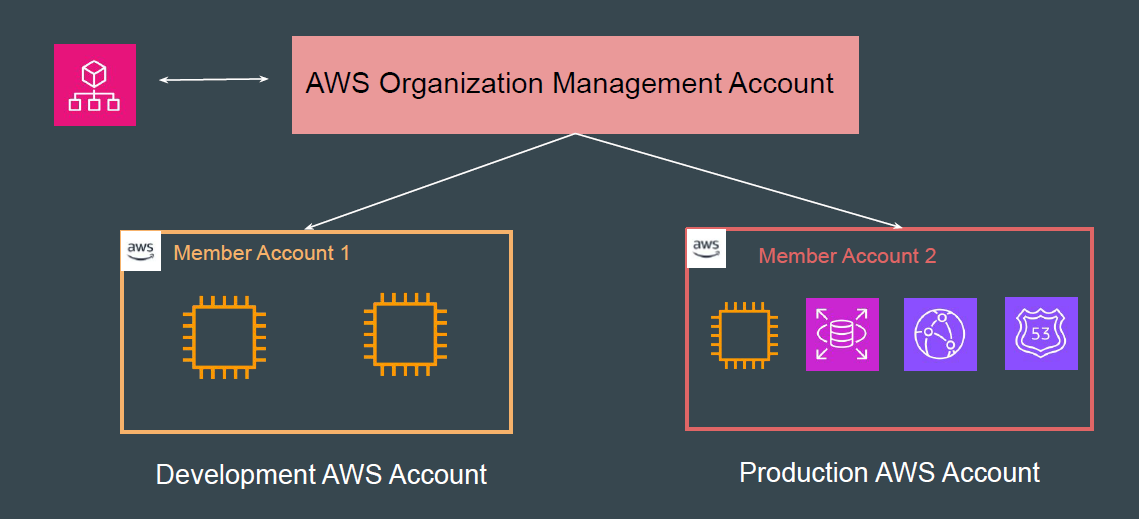 AWS Organization Management Account
aws
Member Account 1
aws
Member Account 2
53
Development AWS Account
Production AWS Account